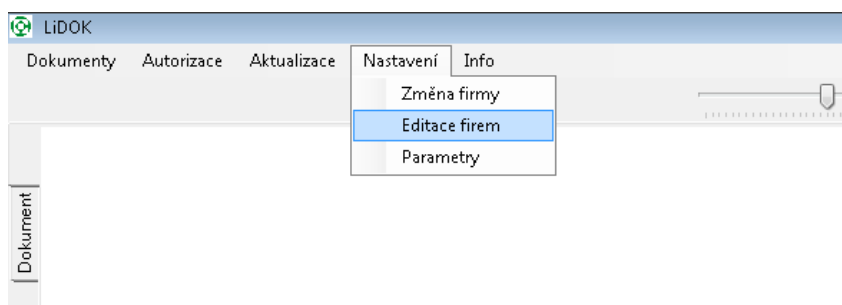 LiDOK
Dokumenty Autorizace Aktualizace Nastavení Info
Změna firmy
Editace firem
Parametry
Dokument